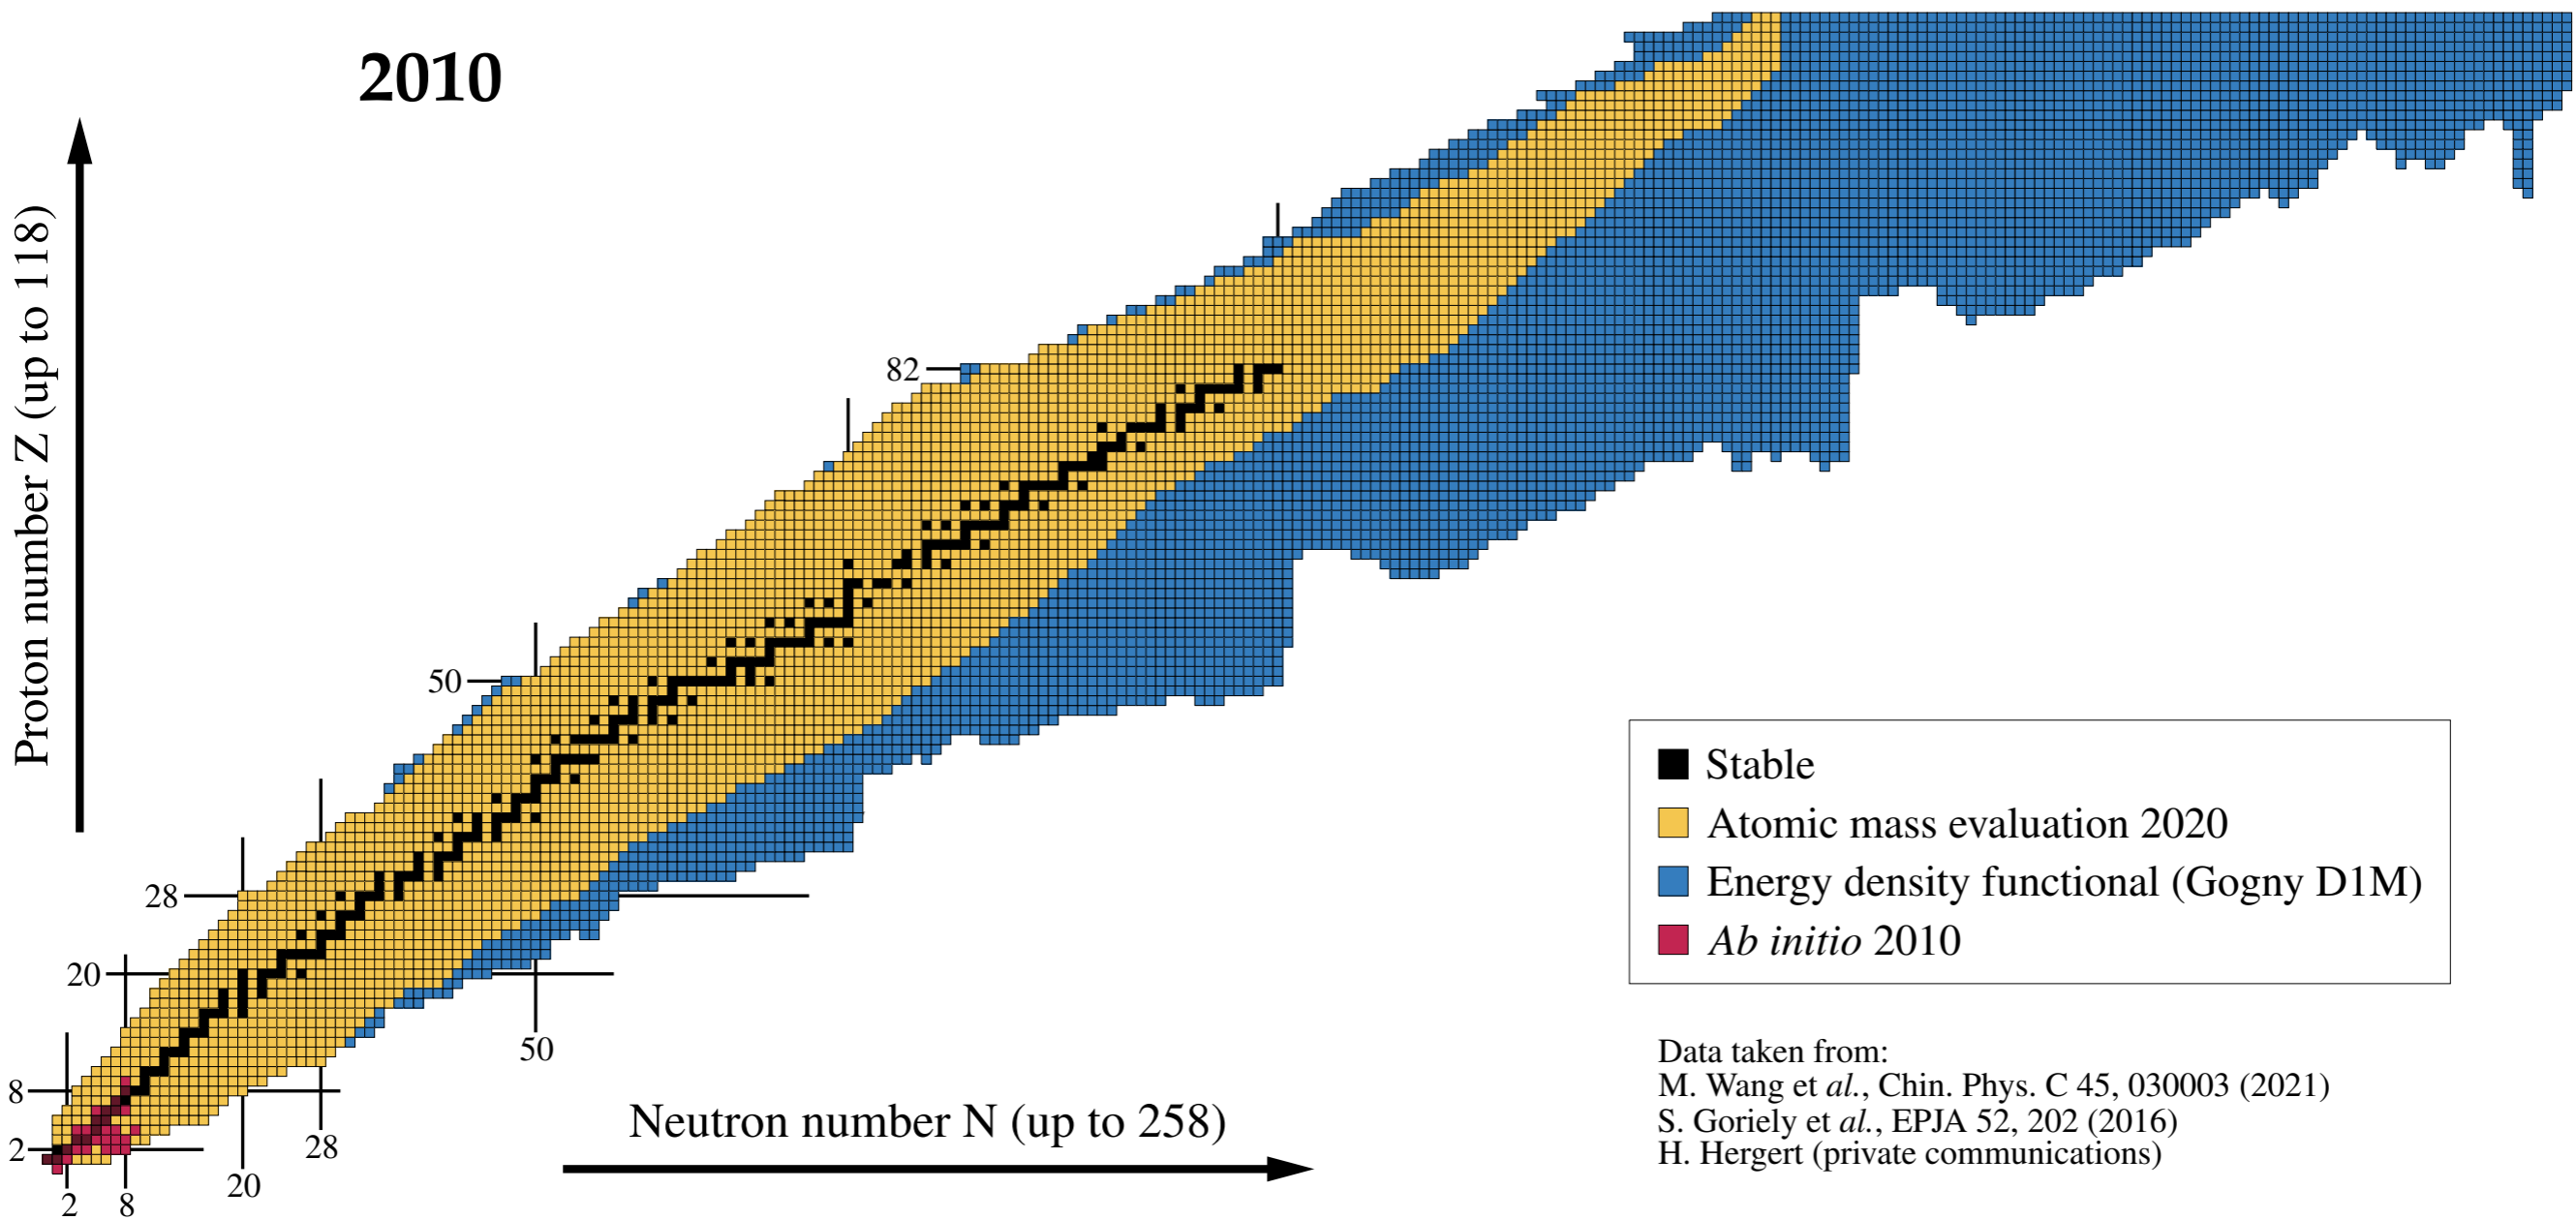 2010
Proton number Z (up to 118)
82
50
28
20
8
2
2
8
20
28
50
Neutron number N (up to 258)
Stable
Atomic mass evaluation 2020
Energy density functional (Gogny D1M)
Ab initio 2010
Data taken from:
M. Wang et al., Chin. Phys. C 45, 030003 (2021)
S. Goriely et al., EPJA 52, 202 (2016)
H. Hergert (private communications)